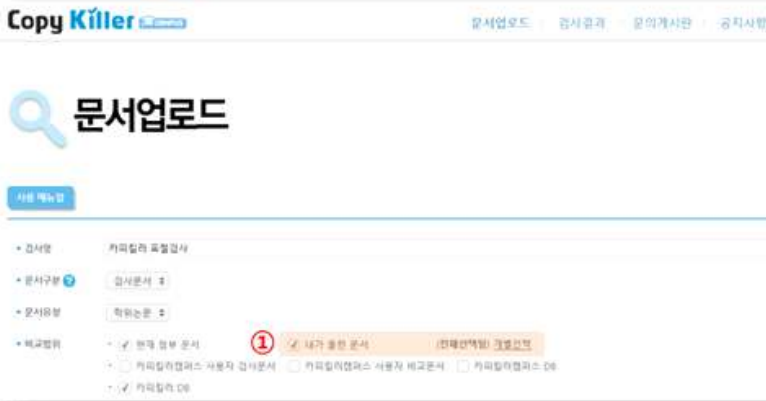 Copy Killer
문서업로드 검사결과 문의게시판 공지사항
문서업로드
사용 매뉴얼
검사명 카피킬러 표절검사
문서구분 ? 검사문서
문서유형 학위논문
비교범위 현재 첨부 문서 ① 내가 올린 문서 (전체선택됨) 개별선택
카피킬러캠퍼스 사용자 검사문서 카피킬러캠퍼스 사용자 비교문서 카피킬러캠퍼스 DB
카피킬러 DB